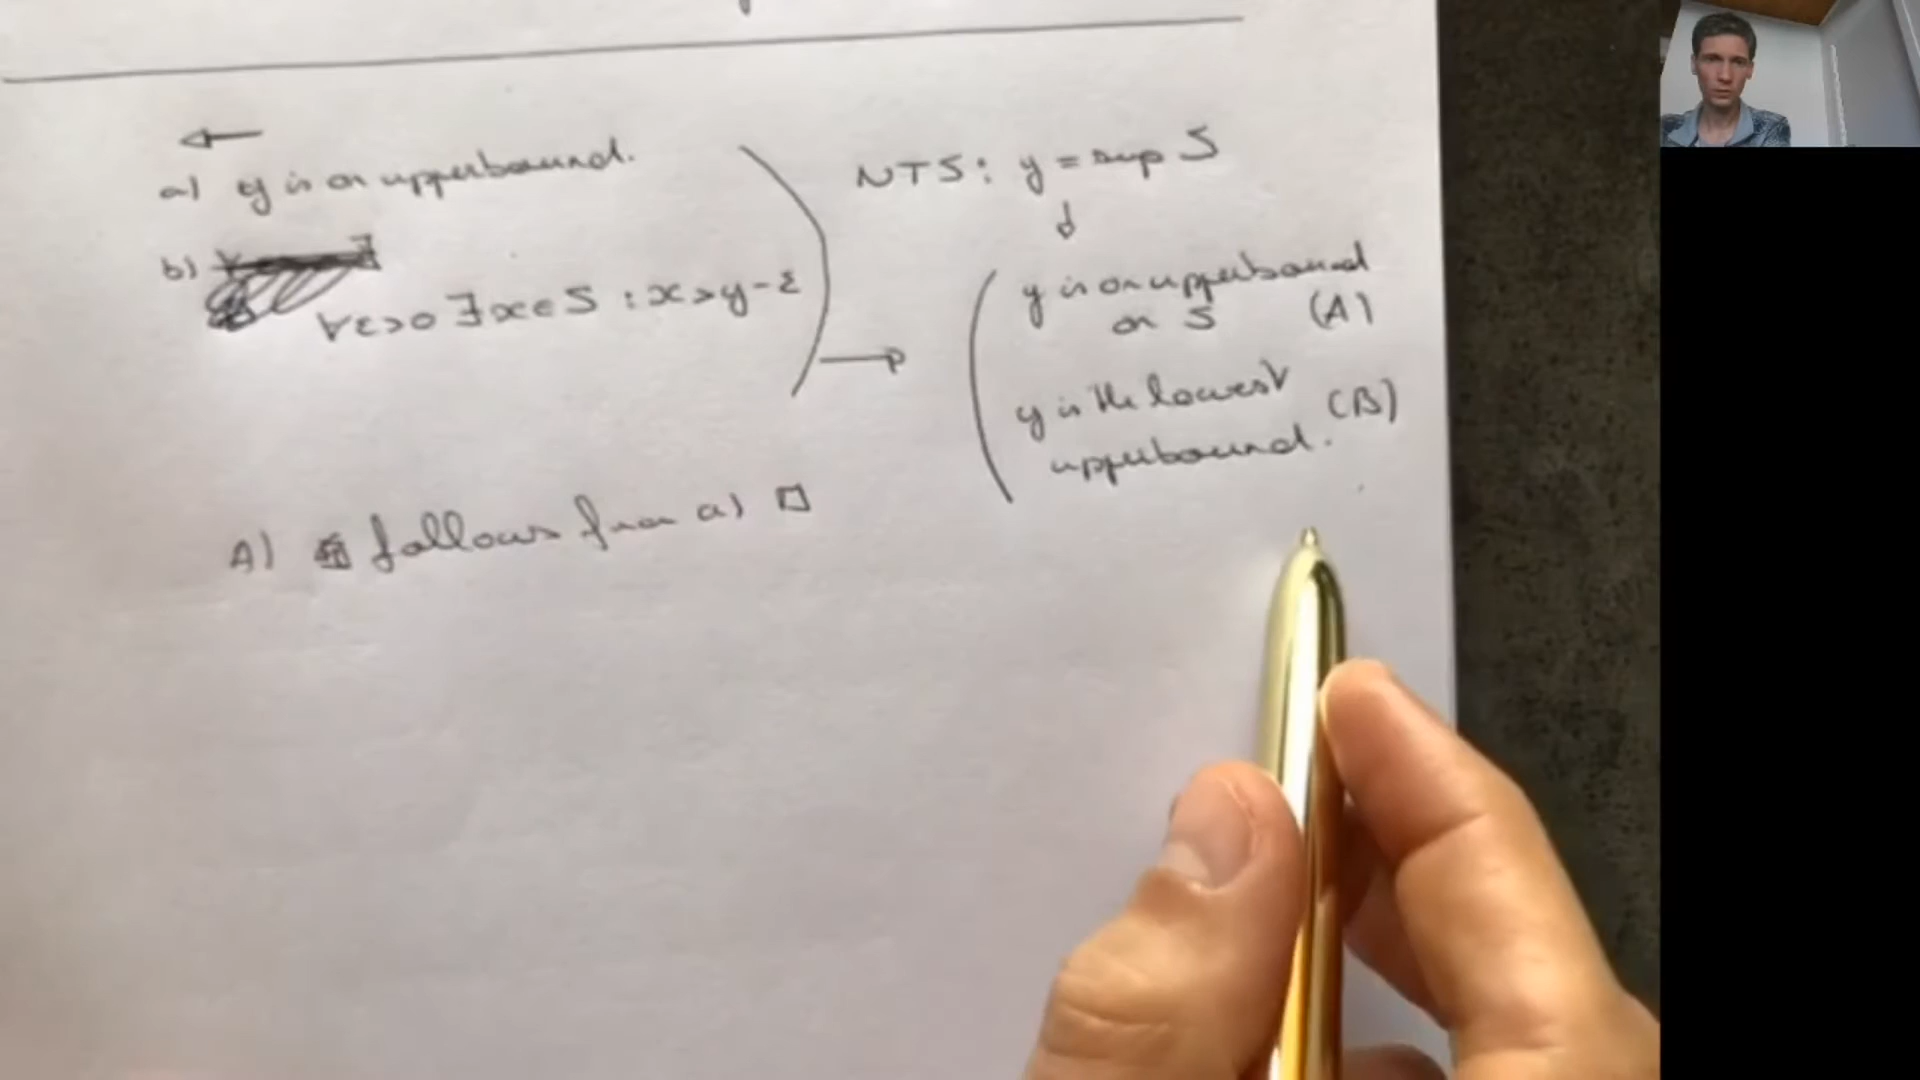 ←
a) y is an upperbound.
b)
∀ε>0 ∃x∈S : x>y-ε
→
NTS: y = sup S
↓
y is an upperbound
on S (A)
y is the lowest
upperbound. (B)
A) follows from a) □